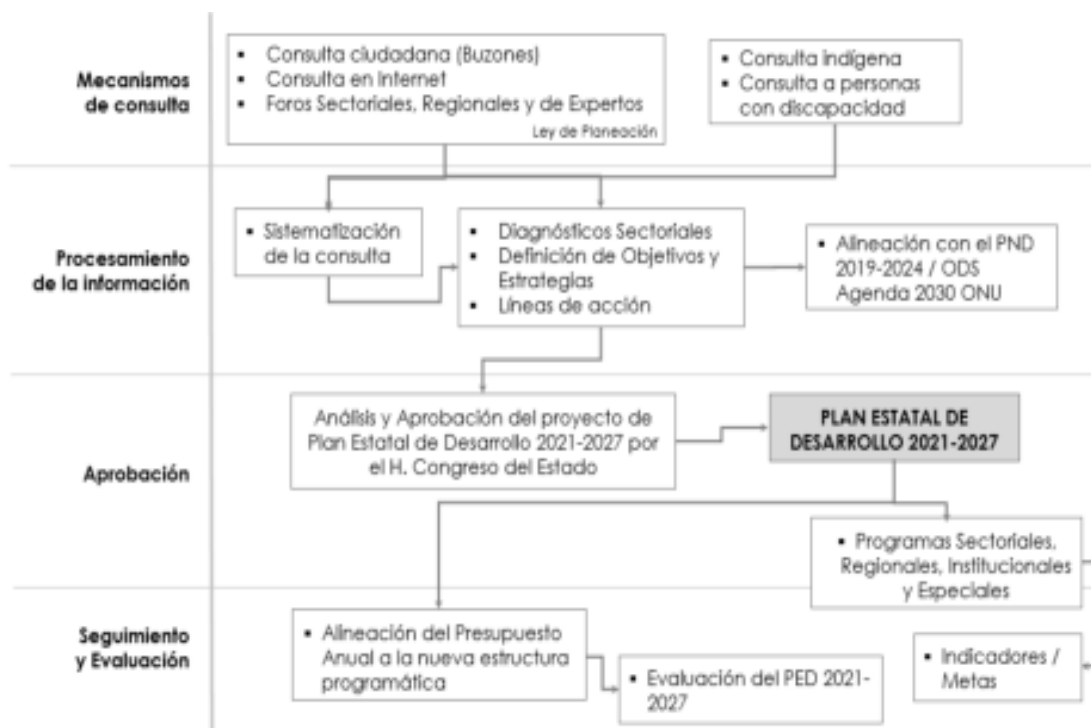 Mecanismos
de consulta
▪ Consulta ciudadana (Buzones)
▪ Consulta en Internet
▪ Foros Sectoriales, Regionales y de Expertos
Ley de Planeación
▪ Consulta indígena
▪ Consulta a personas
con discapacidad
Procesamiento
de la información
▪ Sistematización
de la consulta
▪ Diagnósticos Sectoriales
▪ Definición de Objetivos y
Estrategias
▪ Líneas de acción
▪ Alineación con el PND
2019-2024 / ODS
Agenda 2030 ONU
Aprobación
Análisis y Aprobación del proyecto de
Plan Estatal de Desarrollo 2021-2027 por
el H. Congreso del Estado
PLAN ESTATAL DE
DESARROLLO 2021-2027
▪ Programas Sectoriales,
Regionales, Institucionales
y Especiales
Seguimiento
y Evaluación
▪ Alineación del Presupuesto
Anual a la nueva estructura
programática
▪ Evaluación del PED 2021-
2027
▪ Indicadores /
Metas